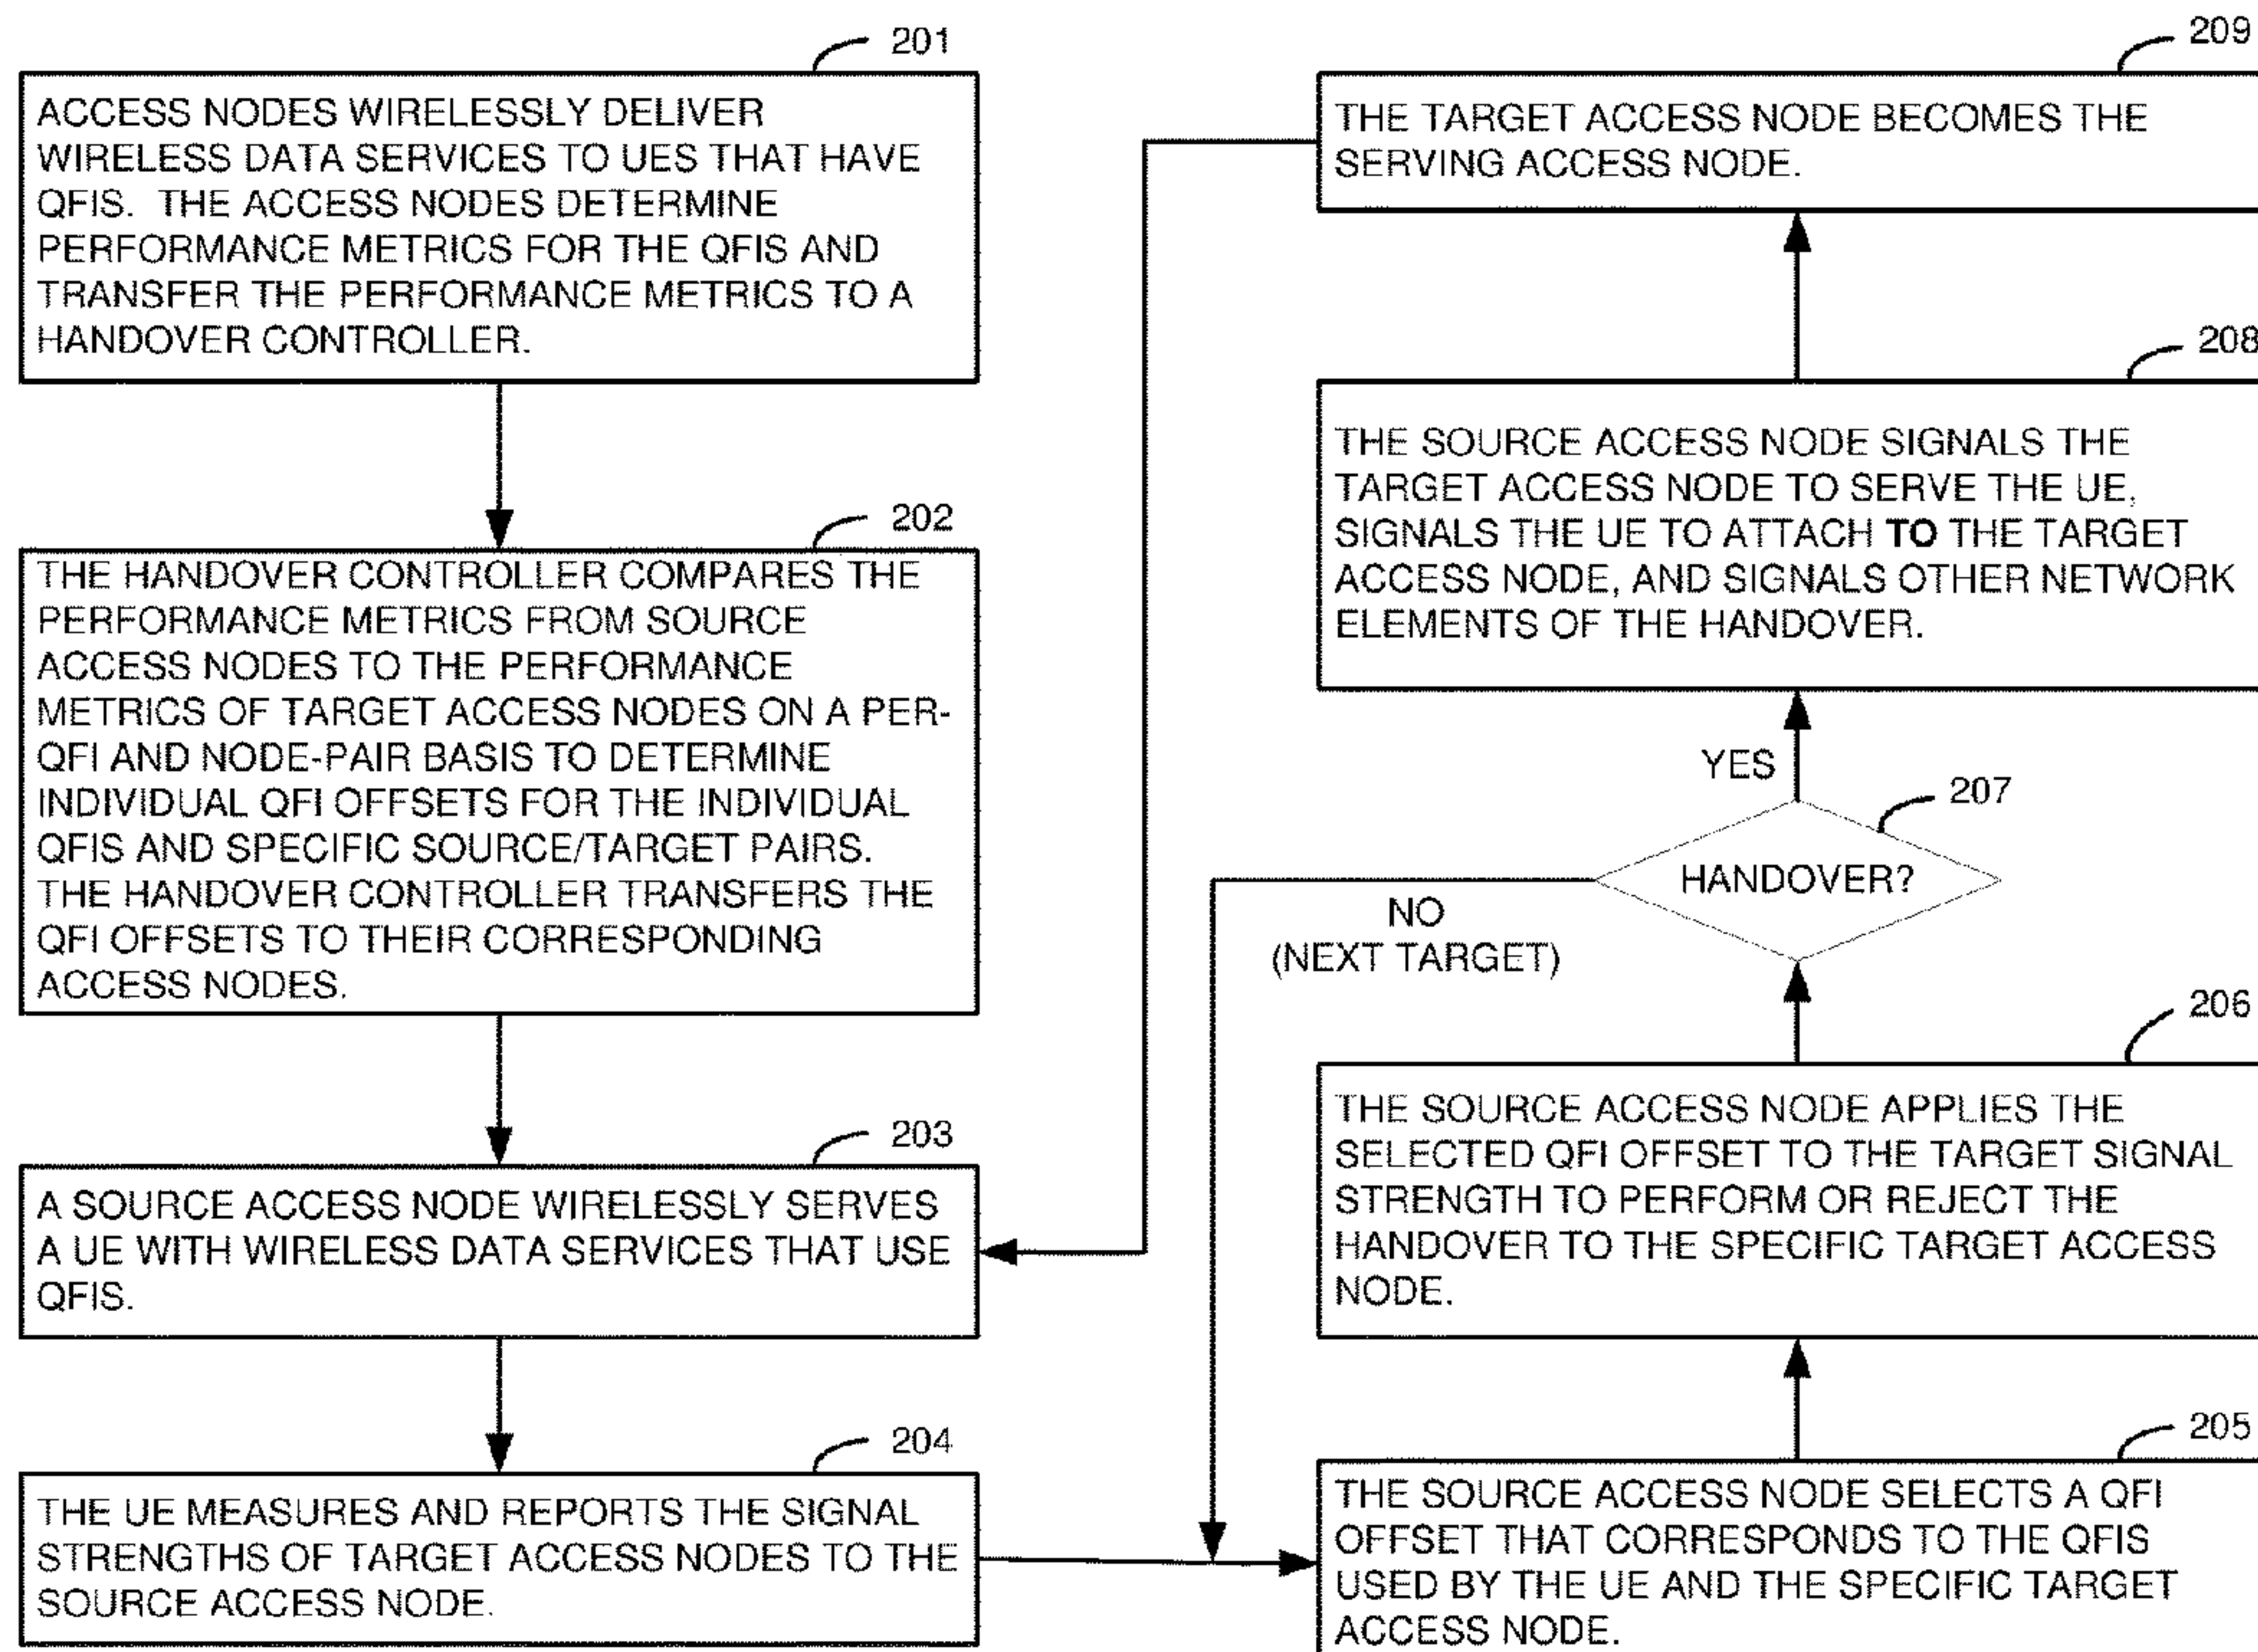 201
ACCESS NODES WIRELESSLY DELIVER
WIRELESS DATA SERVICES TO UES THAT HAVE
QFIS. THE ACCESS NODES DETERMINE
PERFORMANCE METRICS FOR THE QFIS AND
TRANSFER THE PERFORMANCE METRICS TO A
HANDOVER CONTROLLER.
202
THE HANDOVER CONTROLLER COMPARES THE
PERFORMANCE METRICS FROM SOURCE
ACCESS NODES TO THE PERFORMANCE
METRICS OF TARGET ACCESS NODES ON A PER-
QFI AND NODE-PAIR BASIS TO DETERMINE
INDIVIDUAL QFI OFFSETS FOR THE INDIVIDUAL
QFIS AND SPECIFIC SOURCE/TARGET PAIRS.
THE HANDOVER CONTROLLER TRANSFERS THE
QFI OFFSETS TO THEIR CORRESPONDING
ACCESS NODES.
203
A SOURCE ACCESS NODE WIRELESSLY SERVES
A UE WITH WIRELESS DATA SERVICES THAT USE
QFIS.
204
THE UE MEASURES AND REPORTS THE SIGNAL
STRENGTHS OF TARGET ACCESS NODES TO THE
SOURCE ACCESS NODE.
205
THE SOURCE ACCESS NODE SELECTS A QFI
OFFSET THAT CORRESPONDS TO THE QFIS
USED BY THE UE AND THE SPECIFIC TARGET
ACCESS NODE.
206
THE SOURCE ACCESS NODE APPLIES THE
SELECTED QFI OFFSET TO THE TARGET SIGNAL
STRENGTH TO PERFORM OR REJECT THE
HANDOVER TO THE SPECIFIC TARGET ACCESS
NODE.
207
HANDOVER?
NO
(NEXT TARGET)
YES
208
THE SOURCE ACCESS NODE SIGNALS THE
TARGET ACCESS NODE TO SERVE THE UE,
SIGNALS THE UE TO ATTACH TO THE TARGET
ACCESS NODE, AND SIGNALS OTHER NETWORK
ELEMENTS OF THE HANDOVER.
209
THE TARGET ACCESS NODE BECOMES THE
SERVING ACCESS NODE.